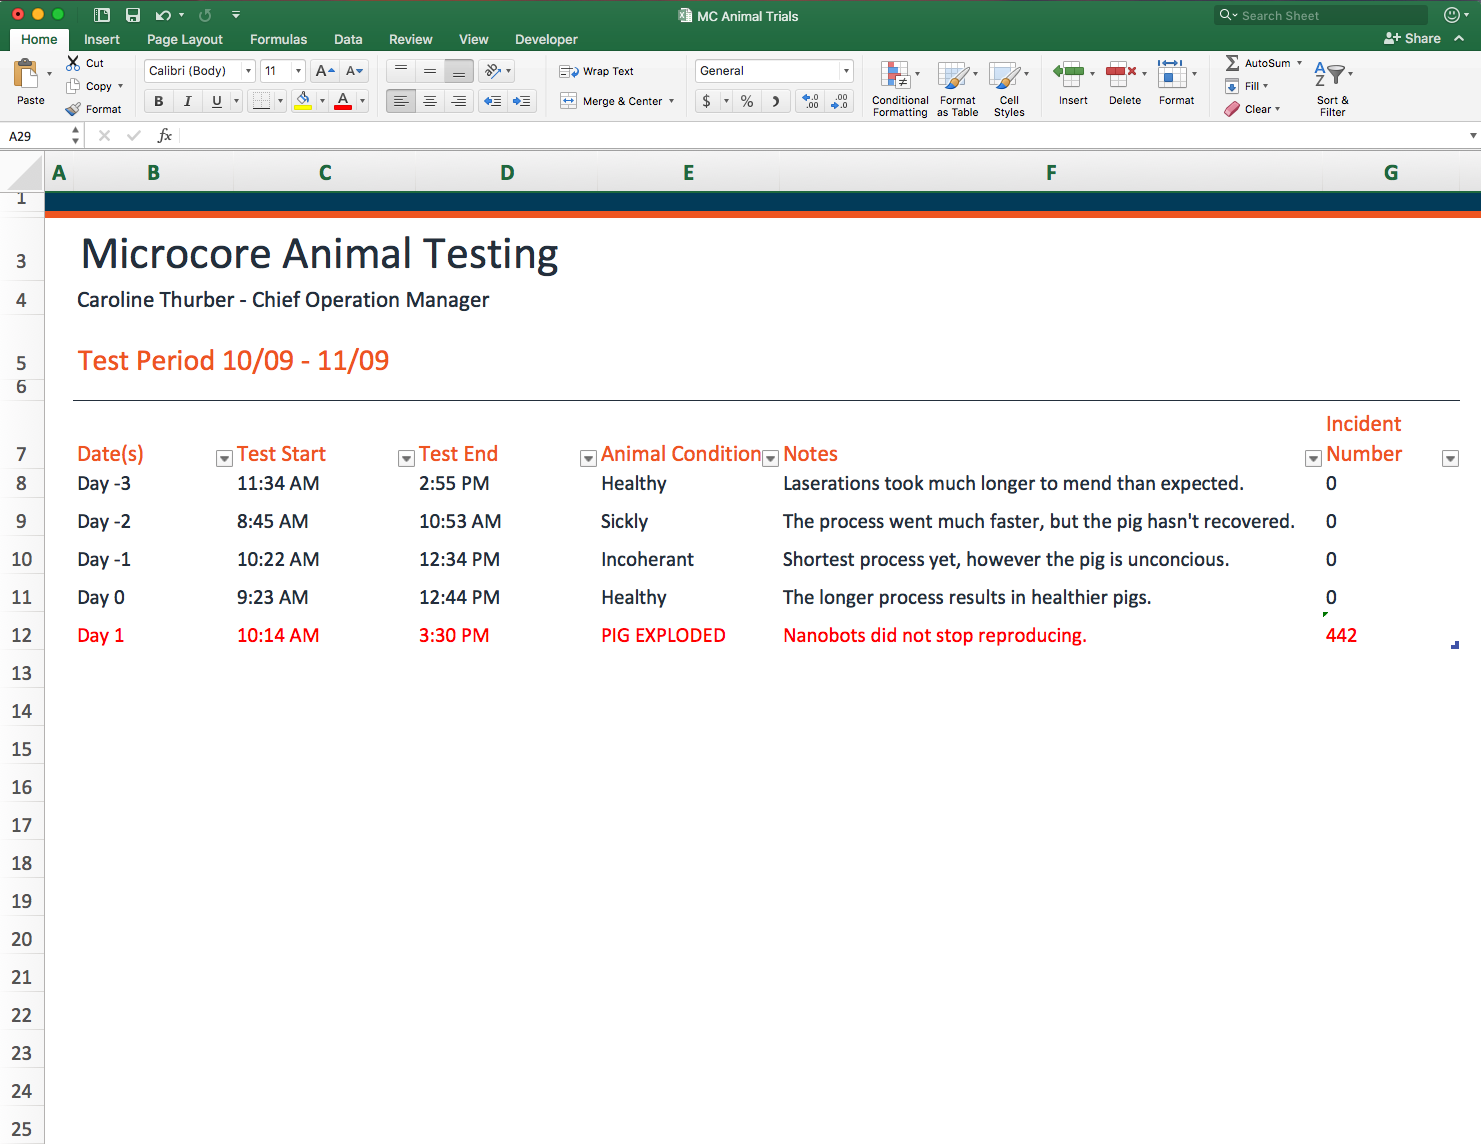 MC Animal Trials
Search Sheet
Home Insert Page Layout Formulas Data Review View Developer
Share
Paste
Cut
Copy
Format
Calibri (Body) 11
A A
B I U A
Wrap Text
Merge & Center
General
$ % .0 .00 .00 .0
Conditional Formatting
Format as Table
Cell Styles
Insert
Delete
Format
AutoSum
Fill
Clear
Sort & Filter
A29 fx
A B C D E F G
1
3 Microcore Animal Testing
4 Caroline Thurber - Chief Operation Manager
5 Test Period 10/09 - 11/09
6
7 Date(s) Test Start Test End Animal Condition Notes Incident Number
8 Day -3 11:34 AM 2:55 PM Healthy Laserations took much longer to mend than expected. 0
9 Day -2 8:45 AM 10:53 AM Sickly The process went much faster, but the pig hasn't recovered. 0
10 Day -1 10:22 AM 12:34 PM Incoherant Shortest process yet, however the pig is unconcious. 0
11 Day 0 9:23 AM 12:44 PM Healthy The longer process results in healthier pigs. 0
12 Day 1 10:14 AM 3:30 PM PIG EXPLODED Nanobots did not stop reproducing. 442
13
14
15
16
17
18
19
20
21
22
23
24
25